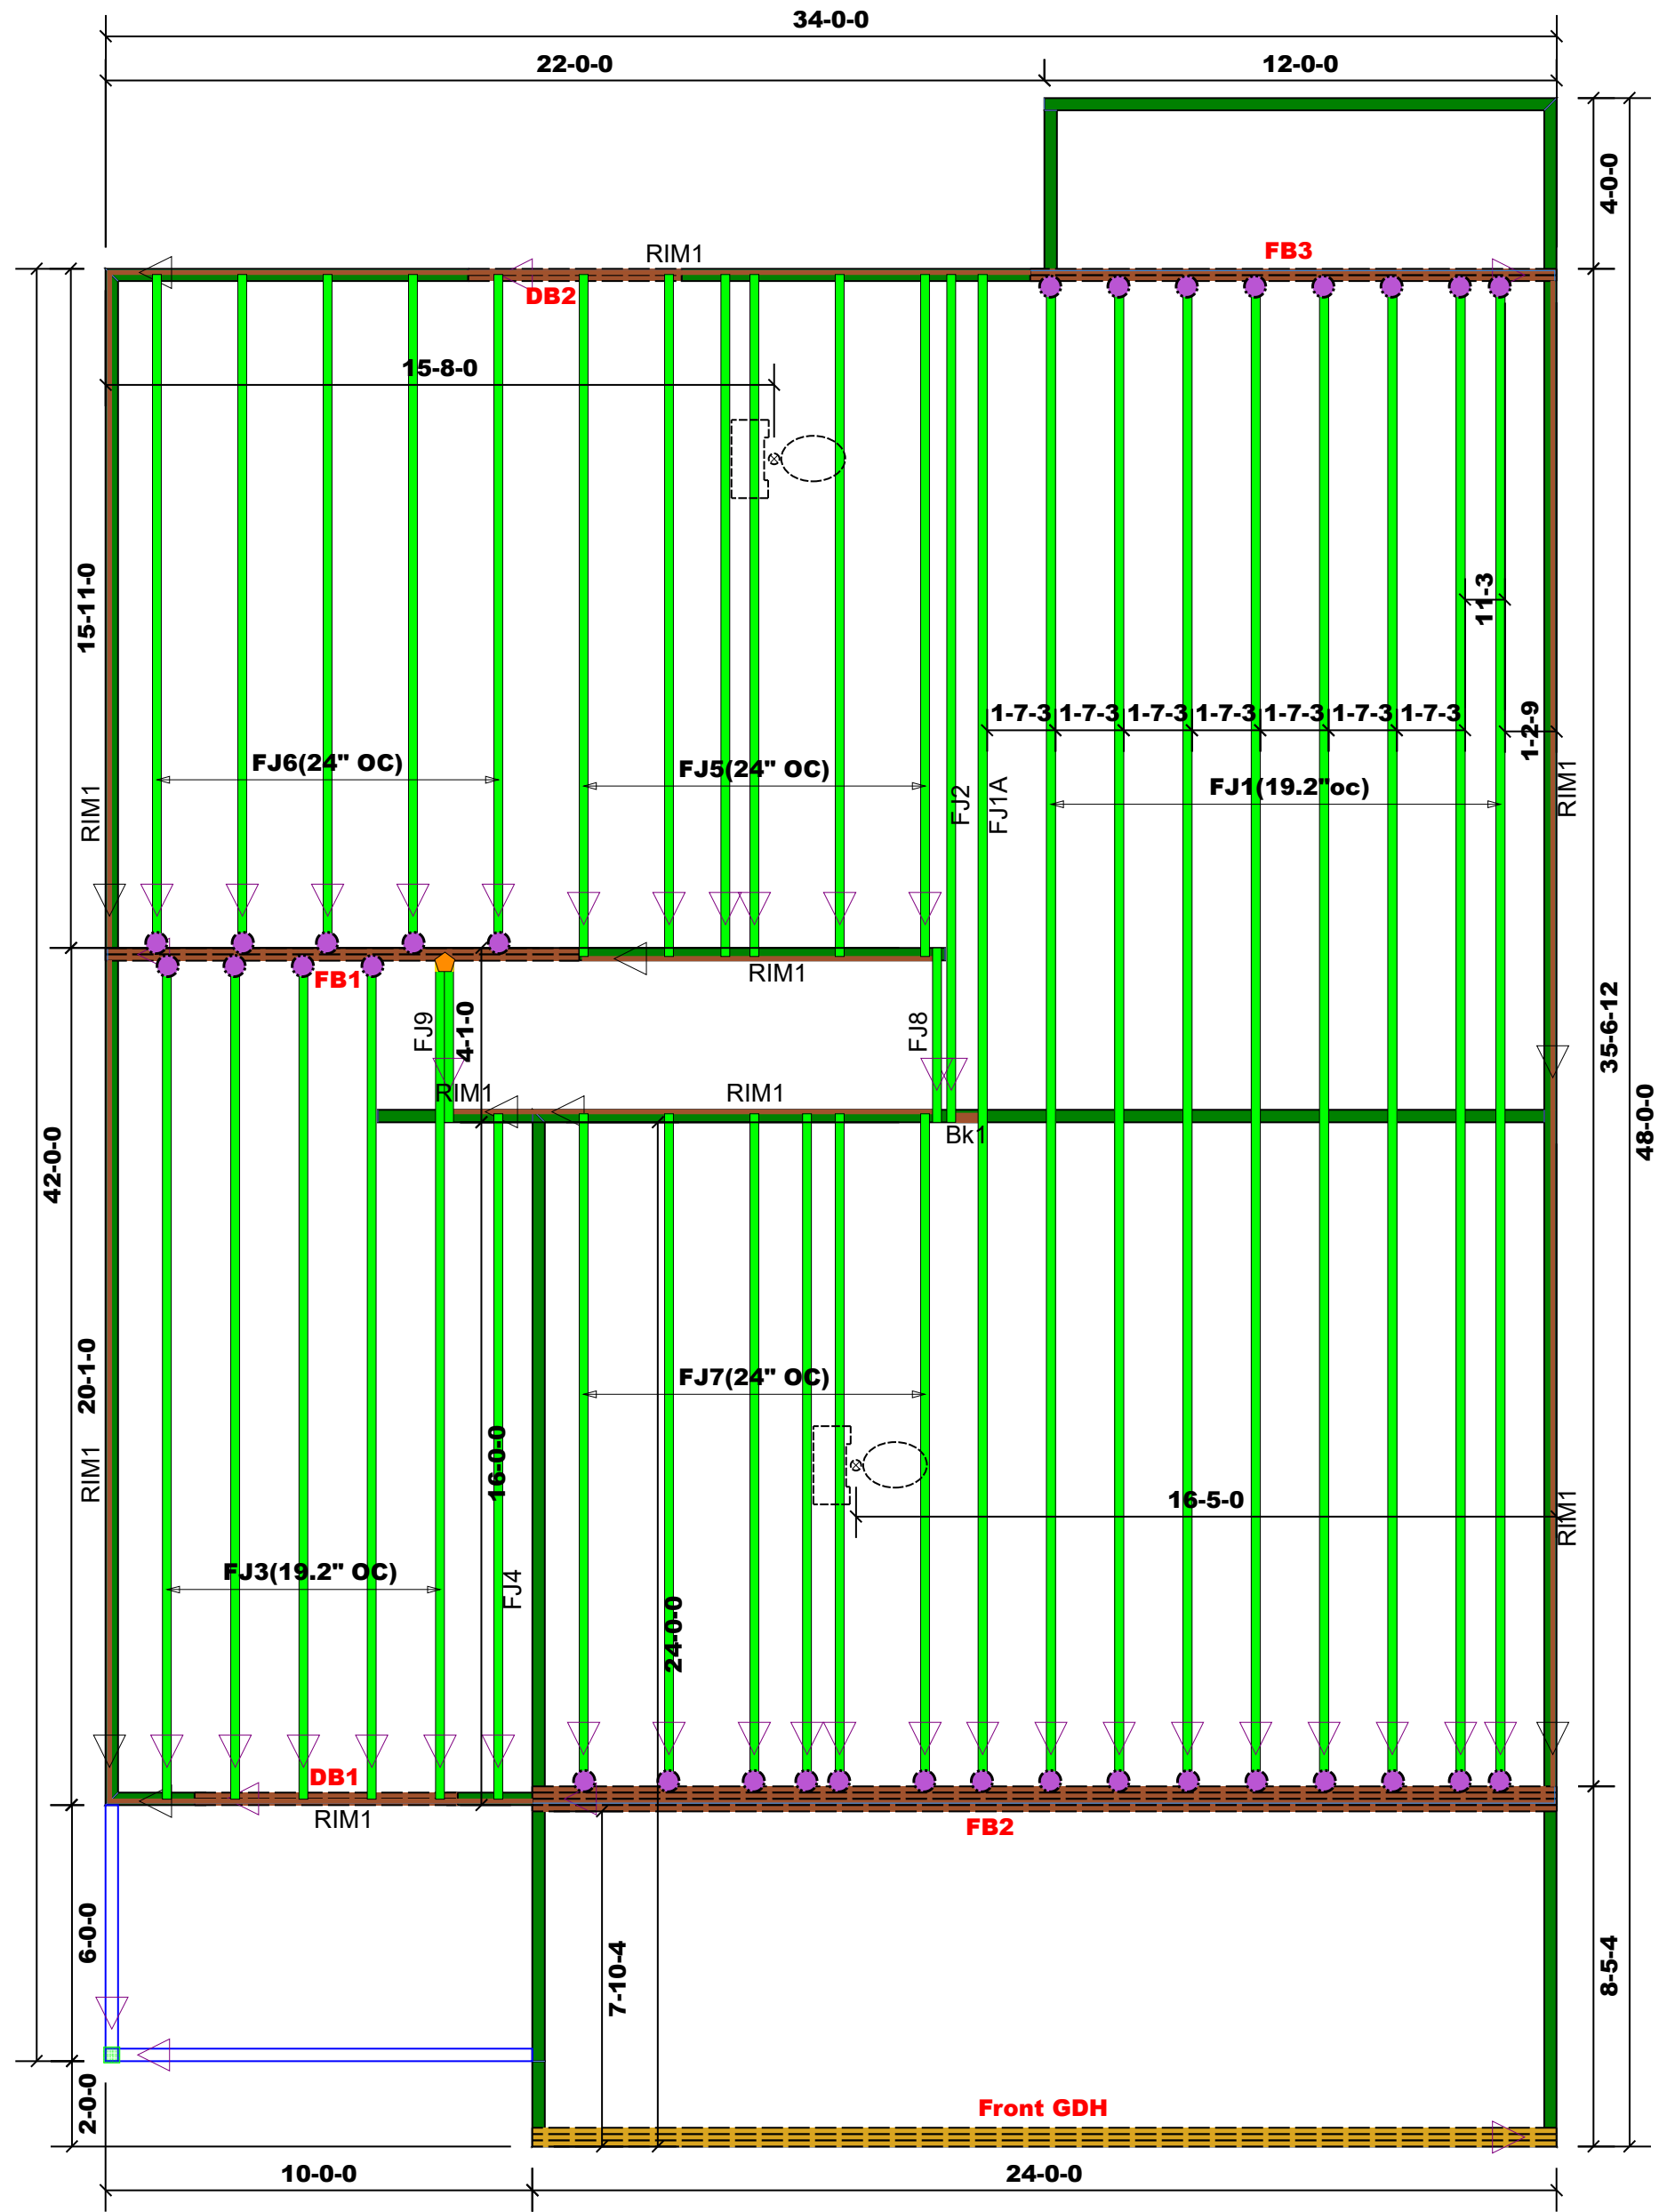 34-0-0
22-0-0
12-0-0
4-0-0
RIM1
FB3
DB2
15-8-0
15-11-0
11-3
1-7-3
1-7-3
1-7-3
1-7-3
1-7-3
1-7-3
1-7-3
1-2-9
FJ6(24" OC)
FJ5(24" OC)
FJ1(19.2"oc)
FJ2
FJ1A
RIM1
RIM1
FB1
RIM1
FJ9
4-1-0
FJ8
35-6-12
48-0-0
RIM1
RIM1
Bk1
42-0-0
20-1-0
FJ7(24" OC)
16-0-0
16-5-0
RIM1
RIM1
FJ3(19.2" OC)
FJ4
24-0-0
DB1
RIM1
FB2
6-0-0
7-10-4
8-5-4
2-0-0
Front GDH
10-0-0
24-0-0